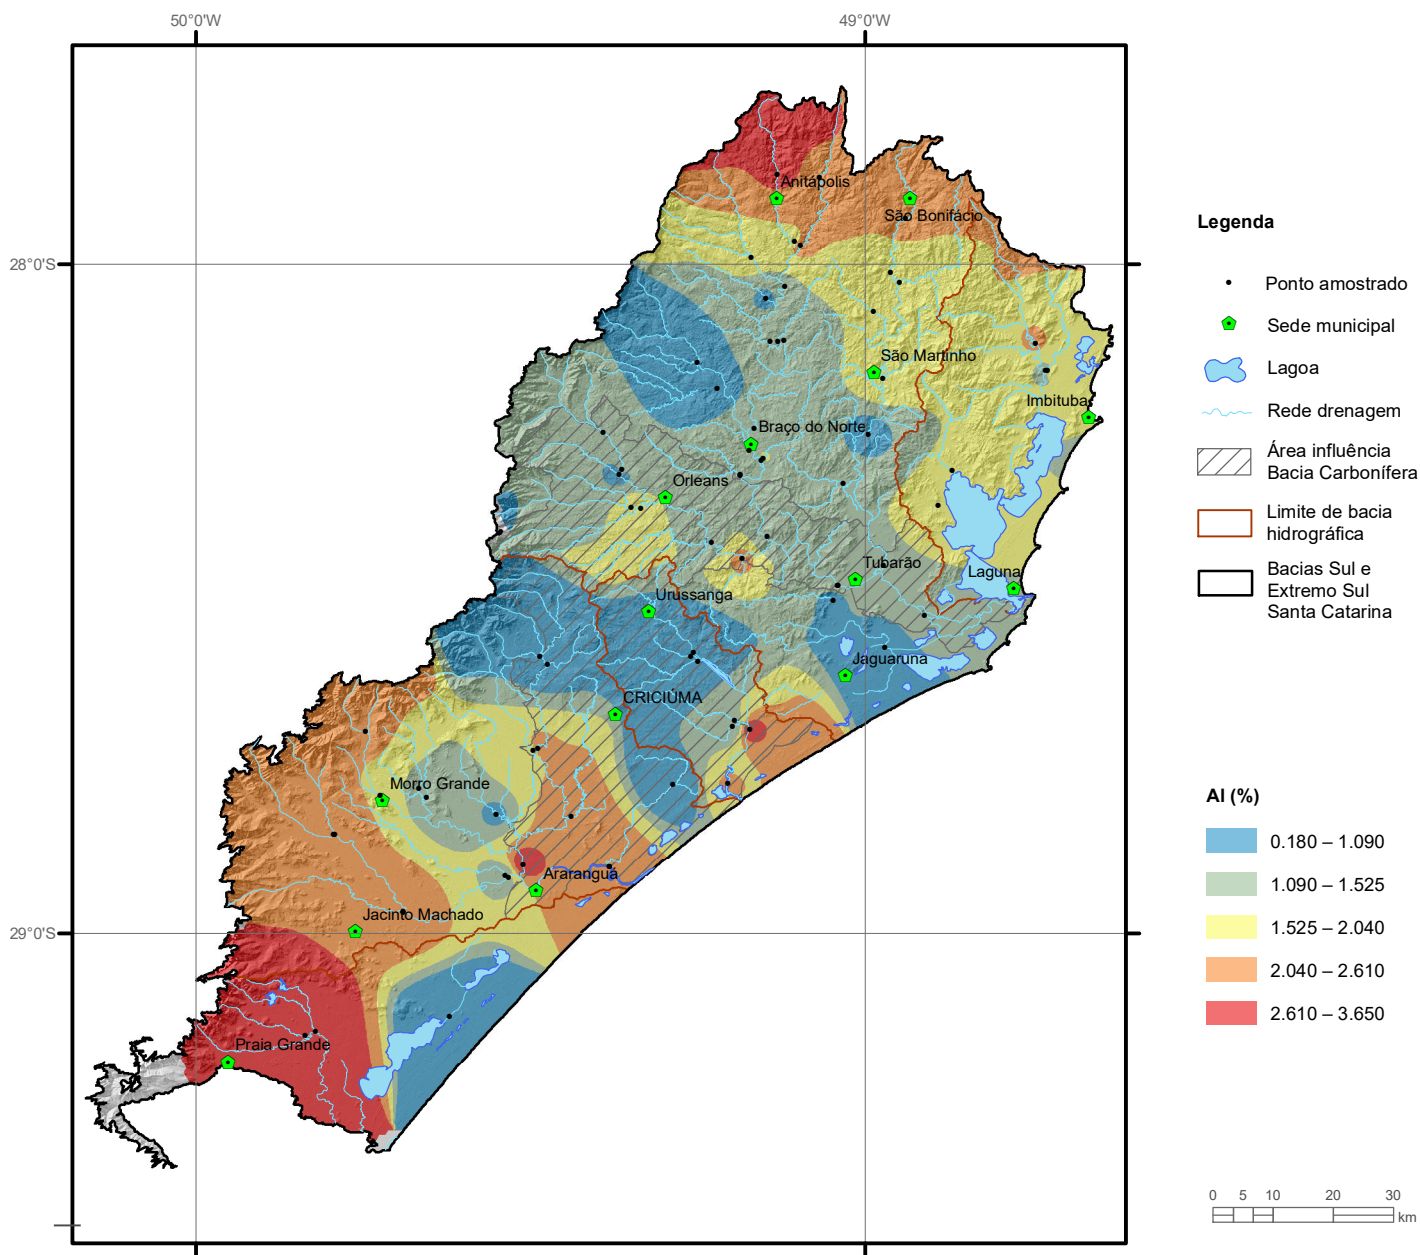 50°0'W
49°0'W
28°0'S
29°0'S
Anitápolis
São Bonifácio
São Martinho
Imbituba
Braço do Norte
Orleans
Tubarão
Laguna
Urussanga
Jaguaruna
CRICIÚMA
Morro Grande
Araranguá
Jacinto Machado
Praia Grande
Legenda
Ponto amostrado
Sede municipal
Lagoa
Rede drenagem
Área influência
Bacia Carbonífera
Limite de bacia
hidrográfica
Bacias Sul e
Extremo Sul
Santa Catarina
Al (%)
0.180 – 1.090
1.090 – 1.525
1.525 – 2.040
2.040 – 2.610
2.610 – 3.650
0 5 10 20 30
km